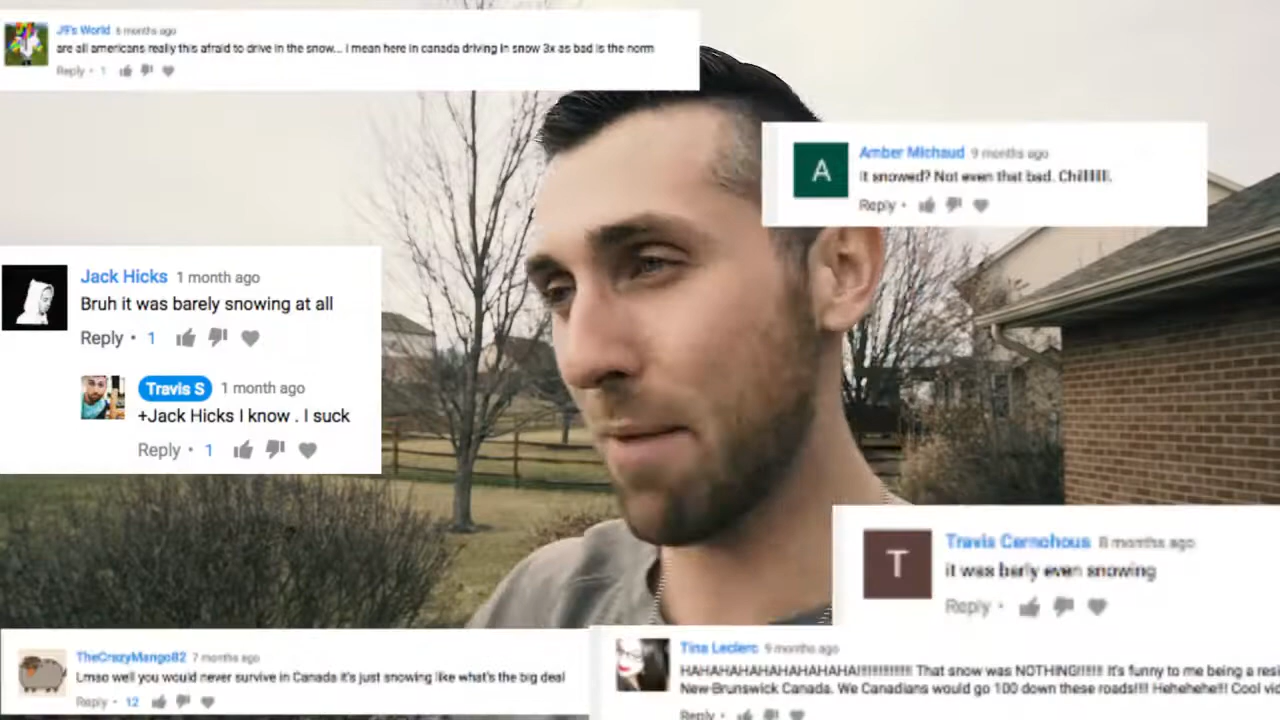 J9's World 6 months ago
are all americans really this afraid to drive in the snow... i mean here in canada driving in snow 3x as bad is the norm
Reply • 1
A
Amber Michaud 9 months ago
It snowed? Not even that bad. Chillllll.
Reply •
Jack Hicks 1 month ago
Bruh it was barely snowing at all
Reply • 1
Travis S 1 month ago
+Jack Hicks I know . I suck
Reply • 1
T
Travis Cernohous 8 months ago
it was barly even snowing
Reply •
TheCrazyMango82 7 months ago
Lmao well you would never survive in Canada it's just snowing like what's the big deal
Reply • 12
Tina Leclerc 9 months ago
HAHAHAHAHAHAHAHAHA!!!!!!!!!!!!!!! That snow was NOTHING!!!!!! It's funny to me being a resi
New-Brunswick Canada. We Canadians would go 100 down these roads!!!! Hehehehe!!! Cool vid
Reply •